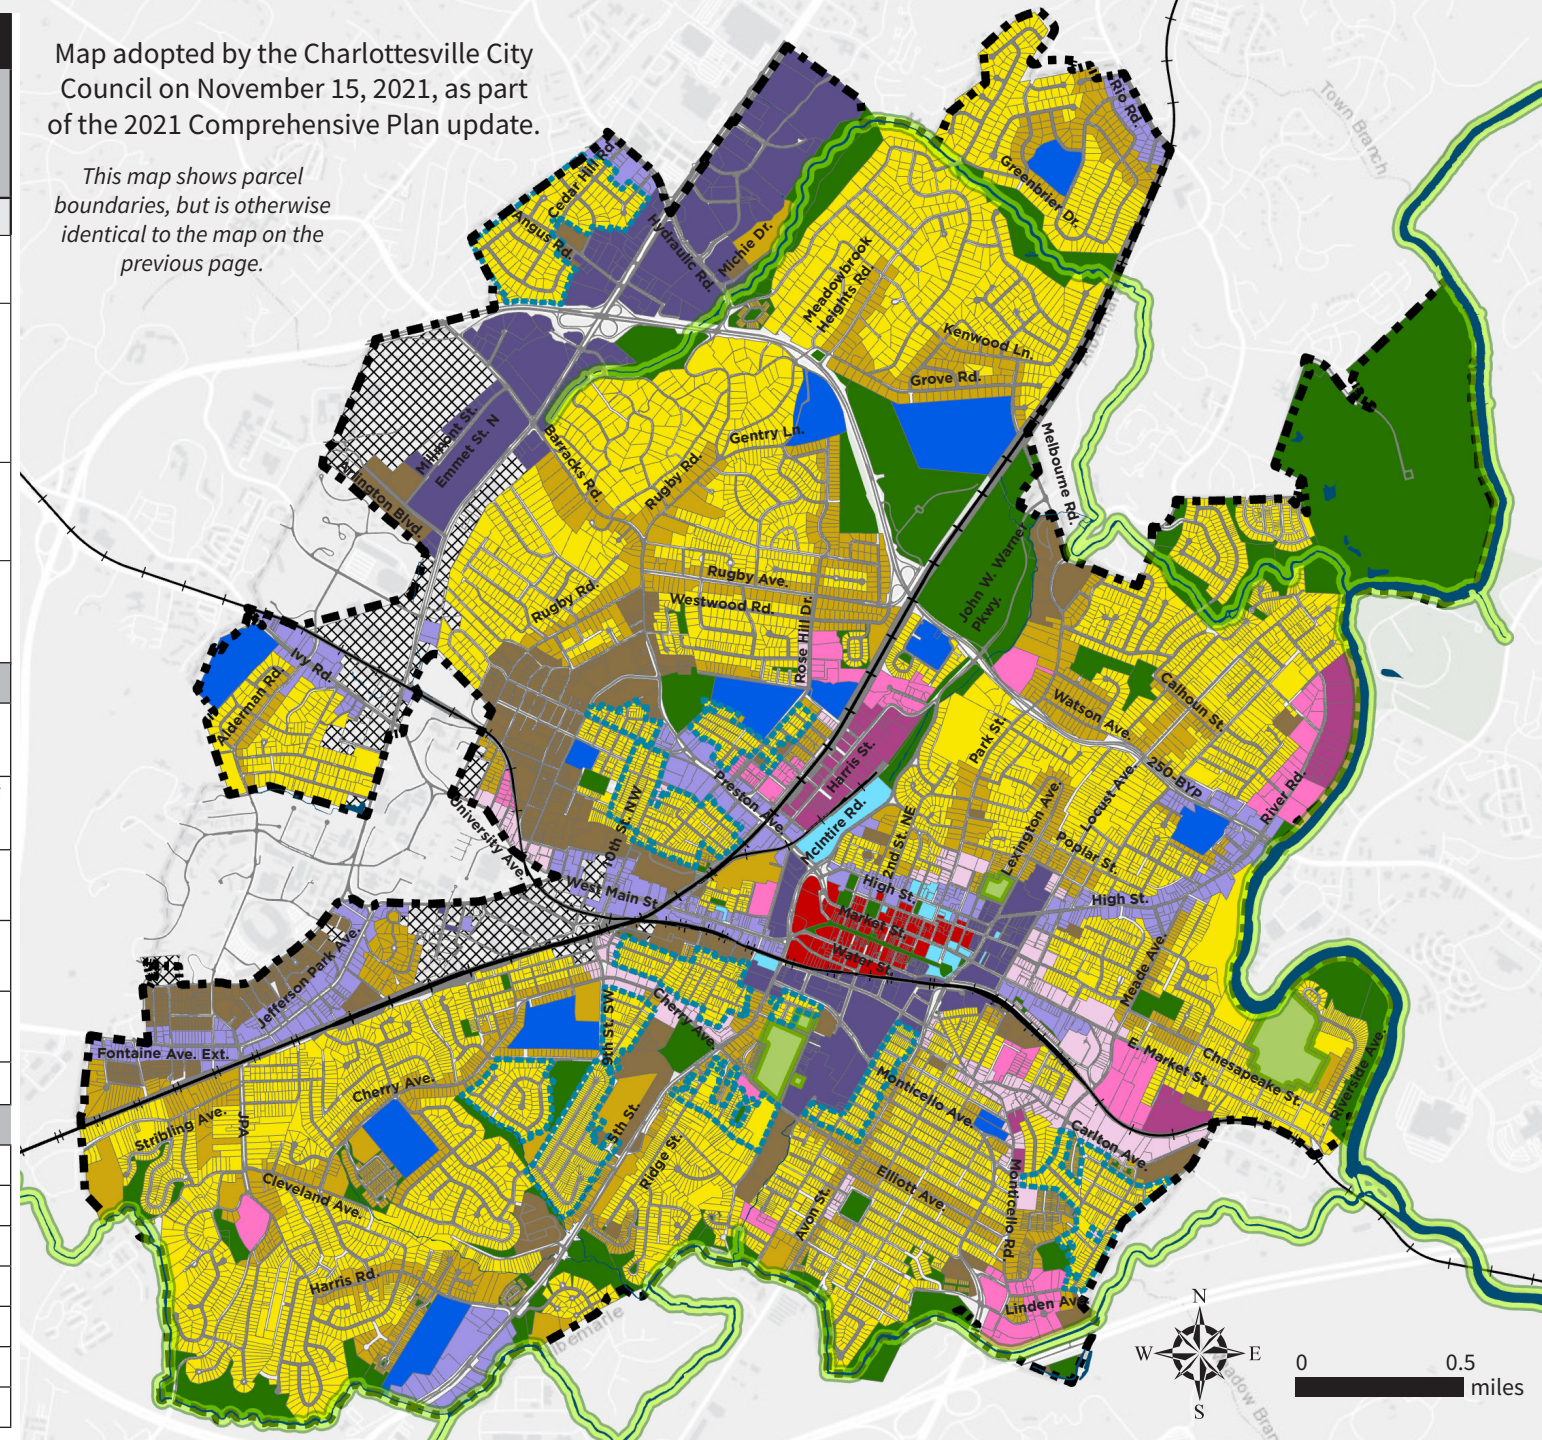 Map adopted by the Charlottesville City
Council on November 15, 2021, as part
of the 2021 Comprehensive Plan update.
This map shows parcel
boundaries, but is otherwise
identical to the map on the
previous page.
Town Branch
Rio Rd.
Greenbrier Dr.
Cedar Hill Rd.
Angus Rd.
Hydraulic Rd.
Michie Dr.
Meadowbrook
Heights Rd.
Kenwood Ln.
Grove Rd.
Melbourne Rd.
Millmont St.
Emmet St. N
Arlington Blvd.
Barracks Rd.
Rugby Rd.
Gentry Ln.
Rugby Ave.
Westwood Rd.
Rugby Rd.
Rose Hill Dr.
John W. Warner
Pkwy.
Ivy Rd.
Alderman Rd.
Watson Ave.
Calhoun St.
Park St.
250-BYP
River Rd.
Locust Ave.
Harris St.
Preston Ave.
McIntire Rd.
2nd St. NE
Lexington Ave.
Poplar St.
University Ave.
10th St. NW
West Main St.
High St.
High St.
Market St.
Water St.
Meade Ave.
Jefferson Park Ave.
Fontaine Ave. Ext.
9th St. SW
Cherry Ave.
Cherry Ave.
Stribling Ave.
JPA
Cleveland Ave.
Harris Rd.
5th St.
Ridge St.
Avon St.
Elliott Ave.
Monticello Ave.
Monticello Rd.
Carlton Ave.
E. Market St.
Chesapeake St.
Riverside Ave.
Linden Ave.
N
W E
S
0 0.5
miles